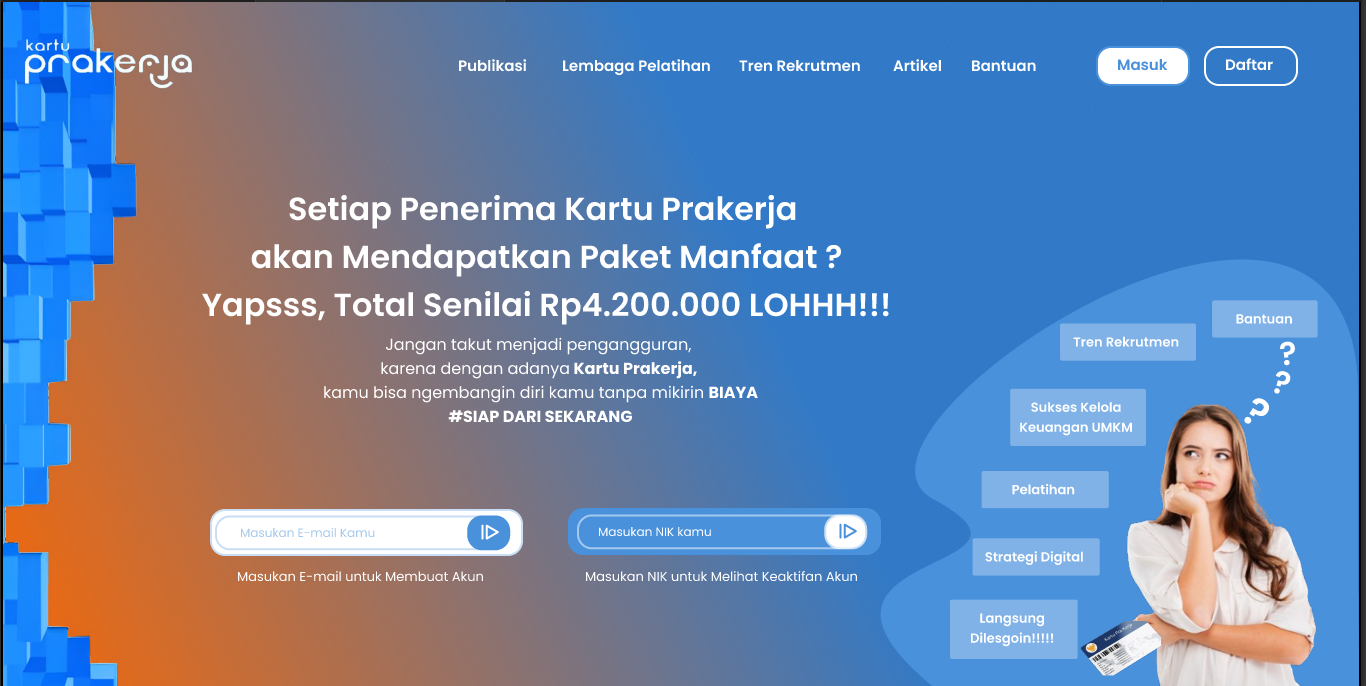 kartu
prakerja
Publikasi
Lembaga Pelatihan
Tren Rekrutmen
Artikel
Bantuan
Masuk
Daftar
Setiap Penerima Kartu Prakerja
akan Mendapatkan Paket Manfaat ?
Yapsss, Total Senilai Rp4.200.000 LOHHH!!!
Jangan takut menjadi pengangguran,
karena dengan adanya Kartu Prakerja,
kamu bisa ngembangin diri kamu tanpa mikirin BIAYA
#SIAP DARI SEKARANG
Masukan E-mail Kamu
Masukan E-mail untuk Membuat Akun
Masukan NIK kamu
Masukan NIK untuk Melihat Keaktifan Akun
Bantuan
Tren Rekrutmen
? ? ?
Sukses Kelola
Keuangan UMKM
Pelatihan
Strategi Digital
Langsung
Dilesgoin!!!!!